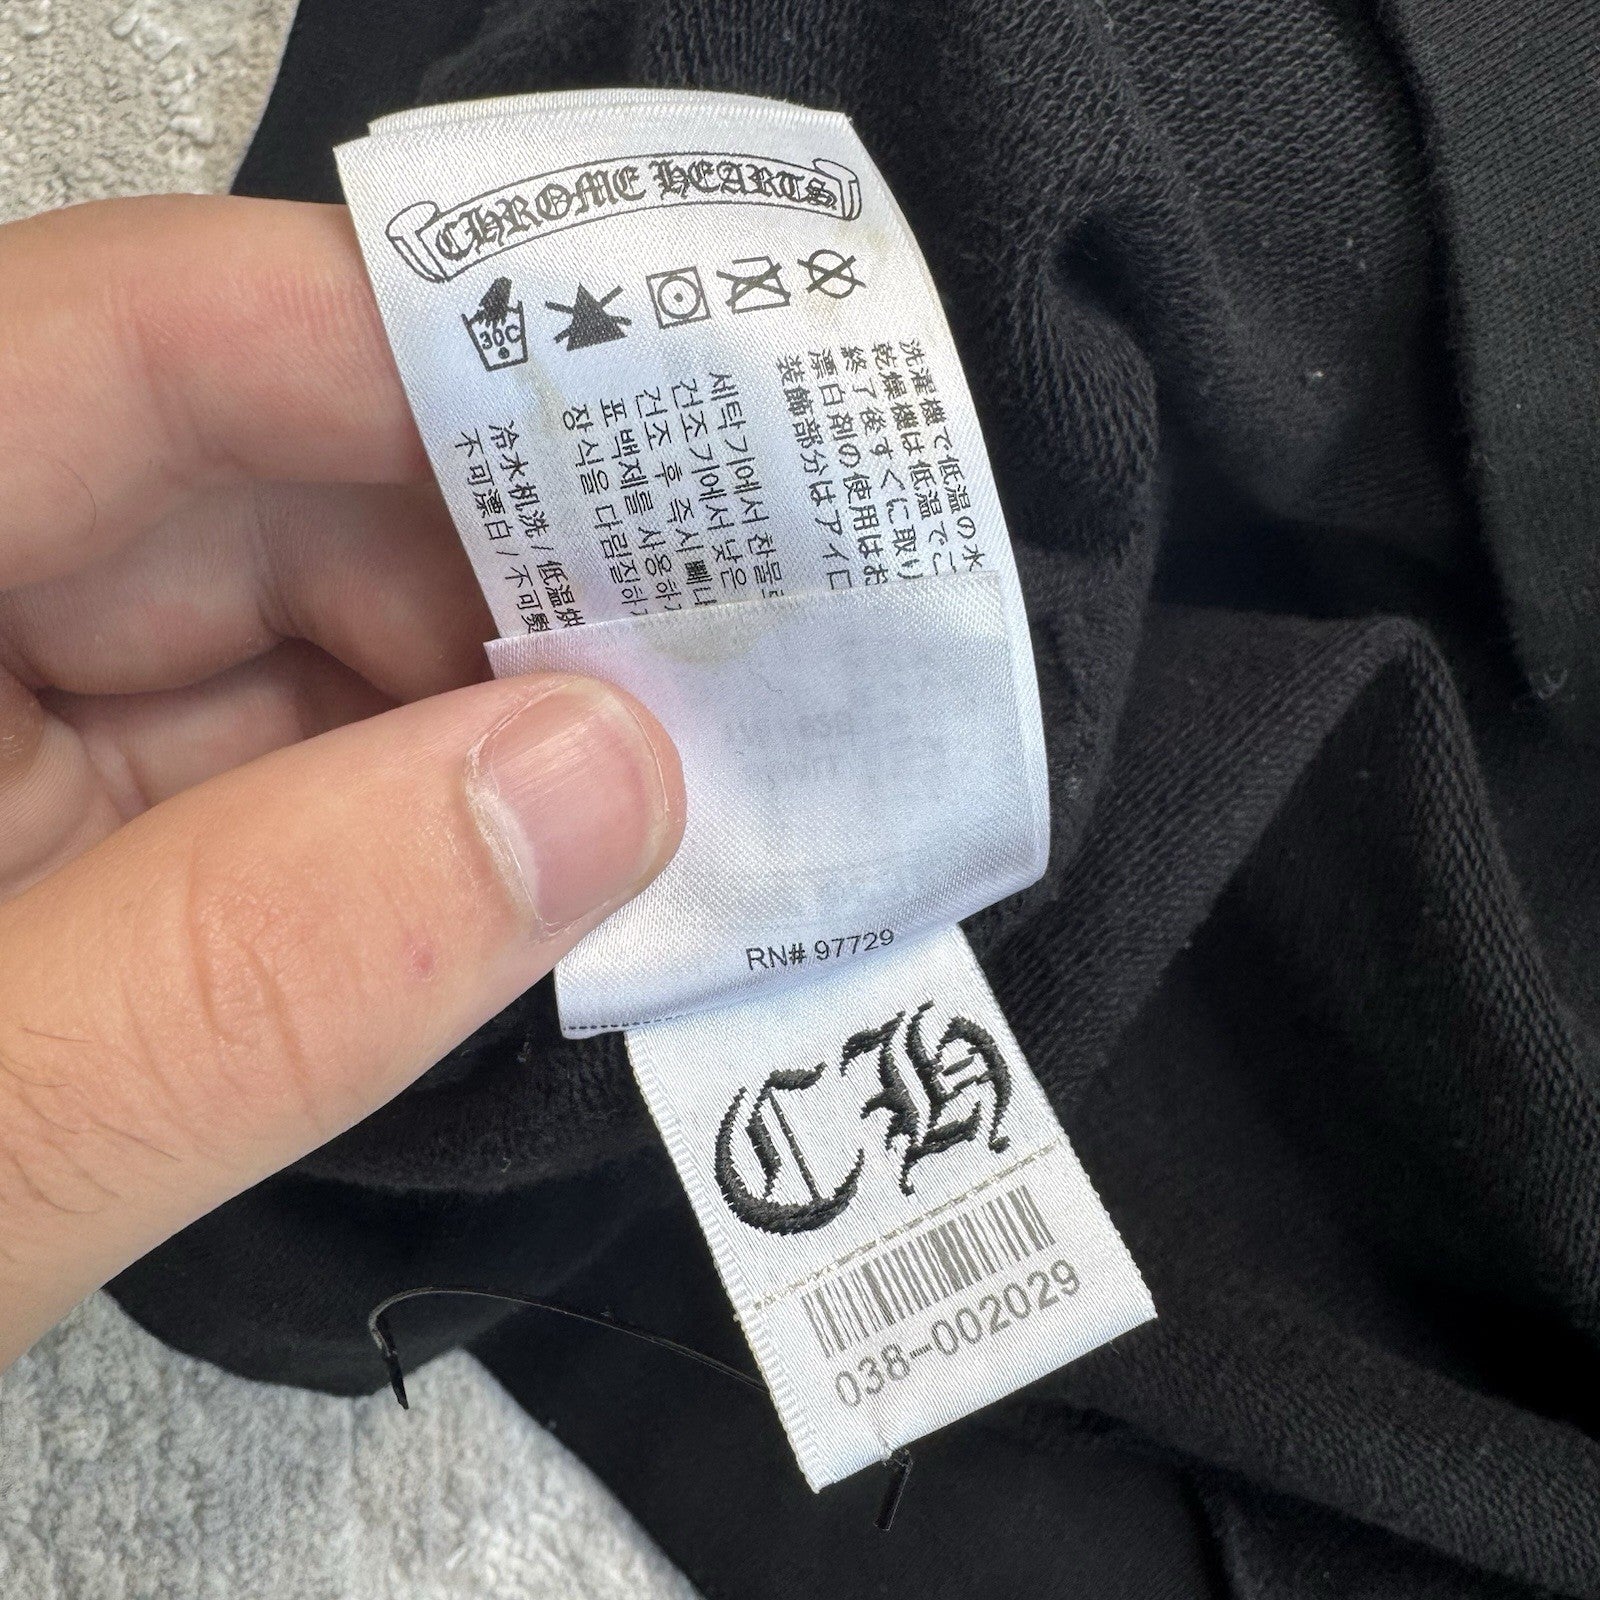 CHROME HEARTS
30C
洗濯機で低温の水
乾燥機は低温でこ
終了後すぐに取り
漂白剤の使用はお
装飾部分はアイロ
세탁기에서 찬물
건조기에서 낮은
건조 후 즉시 빼내
표백제를 사용하
장식을 다림질하
冷水机洗/低温烘
不可漂白/不可熨
RN# 97729
CH
038-002029